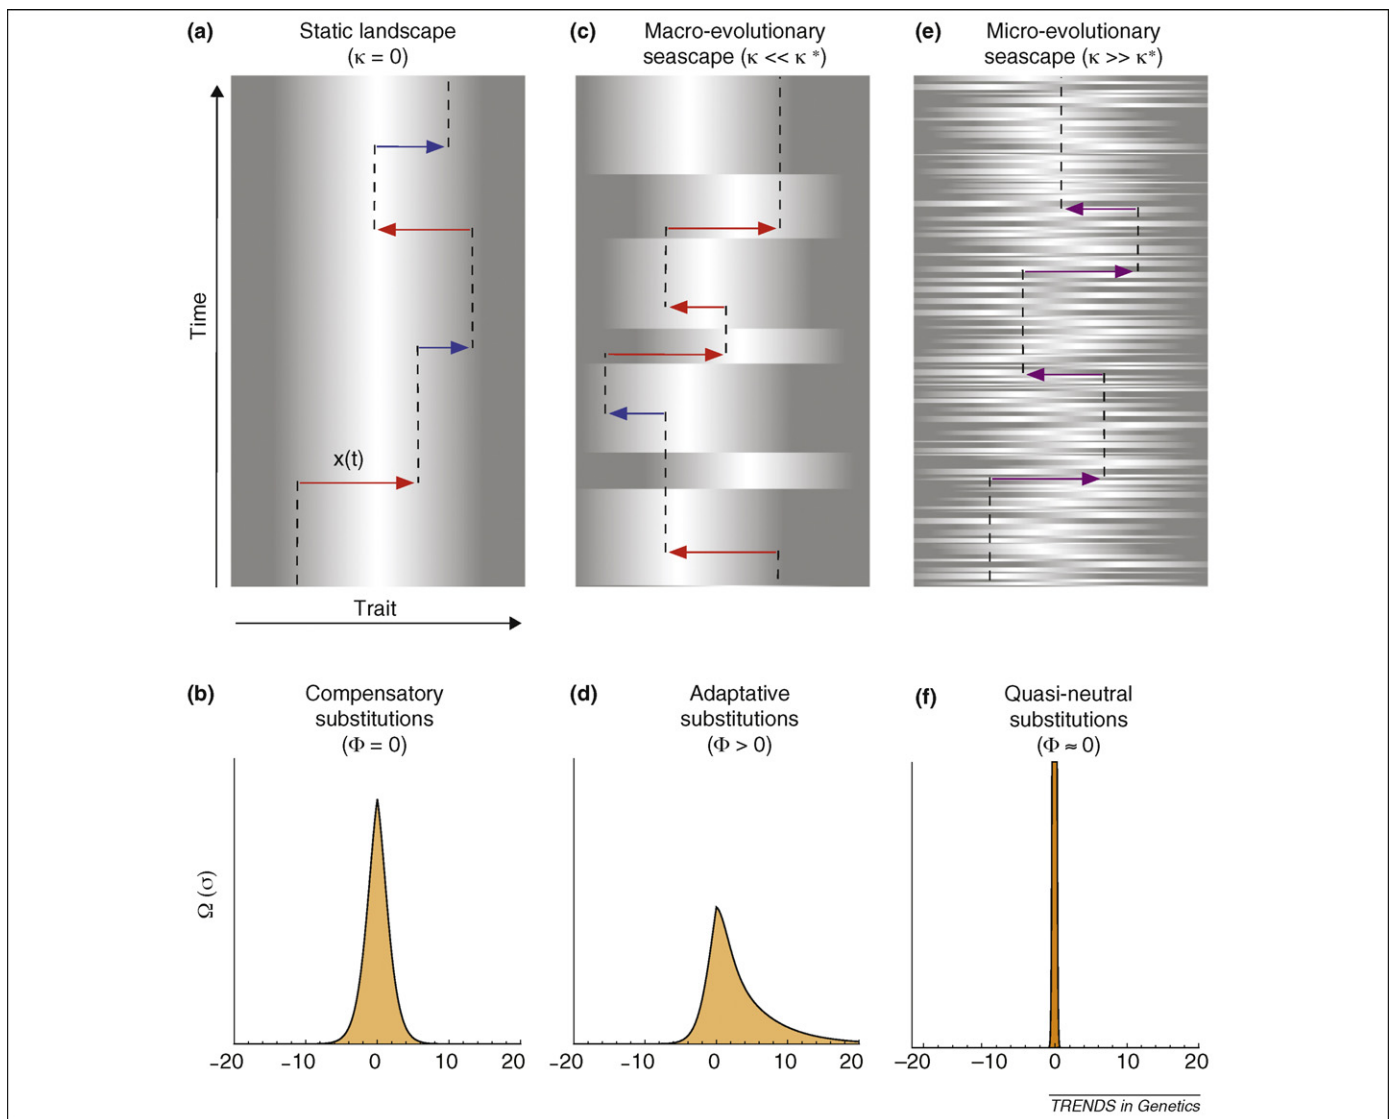 (a) Static landscape
(κ = 0)
(c) Macro-evolutionary
seascape (κ << κ*)
(e) Micro-evolutionary
seascape (κ >> κ*)
Time
x(t)
Trait
(b) Compensatory
substitutions
(Φ = 0)
(d) Adaptative
substitutions
(Φ > 0)
(f) Quasi-neutral
substitutions
(Φ ≈ 0)
Ω (σ)
−20 −10 0 10 20
−20 −10 0 10 20
−20 −10 0 10 20
TRENDS in Genetics